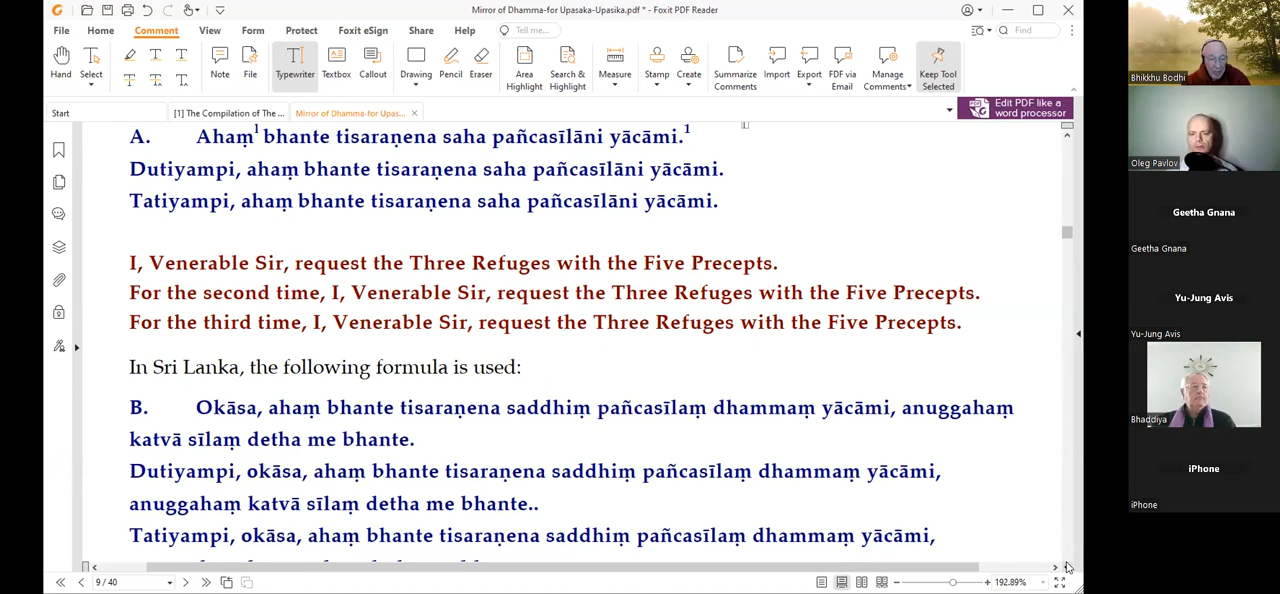 Mirror of Dhamma-for Upasaka-Upasika.pdf * - Foxit PDF Reader
File Home Comment View Form Protect Foxit eSign Share Help Tell me... Find
Hand Select Note File Typewriter Textbox Callout Drawing Pencil Eraser Area Highlight Search & Highlight Measure Stamp Create Summarize Comments Import Export FDF via Email Manage Comments Keep Tool Selected
Start [1] The Compilation of The ... Mirror of Dhamma-for Upas... Edit PDF like a word processor
A. Ahaṃ¹ bhante tisaraṇena saha pañcasīlāni yācāmi.¹
Dutiyampi, ahaṃ bhante tisaraṇena saha pañcasīlāni yācāmi.
Tatiyampi, ahaṃ bhante tisaraṇena saha pañcasīlāni yācāmi.
I, Venerable Sir, request the Three Refuges with the Five Precepts.
For the second time, I, Venerable Sir, request the Three Refuges with the Five Precepts.
For the third time, I, Venerable Sir, request the Three Refuges with the Five Precepts.
In Sri Lanka, the following formula is used:
B. Okāsa, ahaṃ bhante tisaraṇena saddhiṃ pañcasīlaṃ dhammaṃ yācāmi, anuggahaṃ
katvā sīlaṃ detha me bhante.
Dutiyampi, okāsa, ahaṃ bhante tisaraṇena saddhiṃ pañcasīlaṃ dhammaṃ yācāmi,
anuggahaṃ katvā sīlaṃ detha me bhante..
Tatiyampi, okāsa, ahaṃ bhante tisaraṇena saddhiṃ pañcasīlaṃ dhammaṃ yācāmi,
9 / 40 192.89%
Bhikkhu Bodhi
Oleg Pavlov
Geetha Gnana
Geetha Gnana
Yu-Jung Avis
Yu-Jung Avis
Bhaddiya
iPhone
iPhone